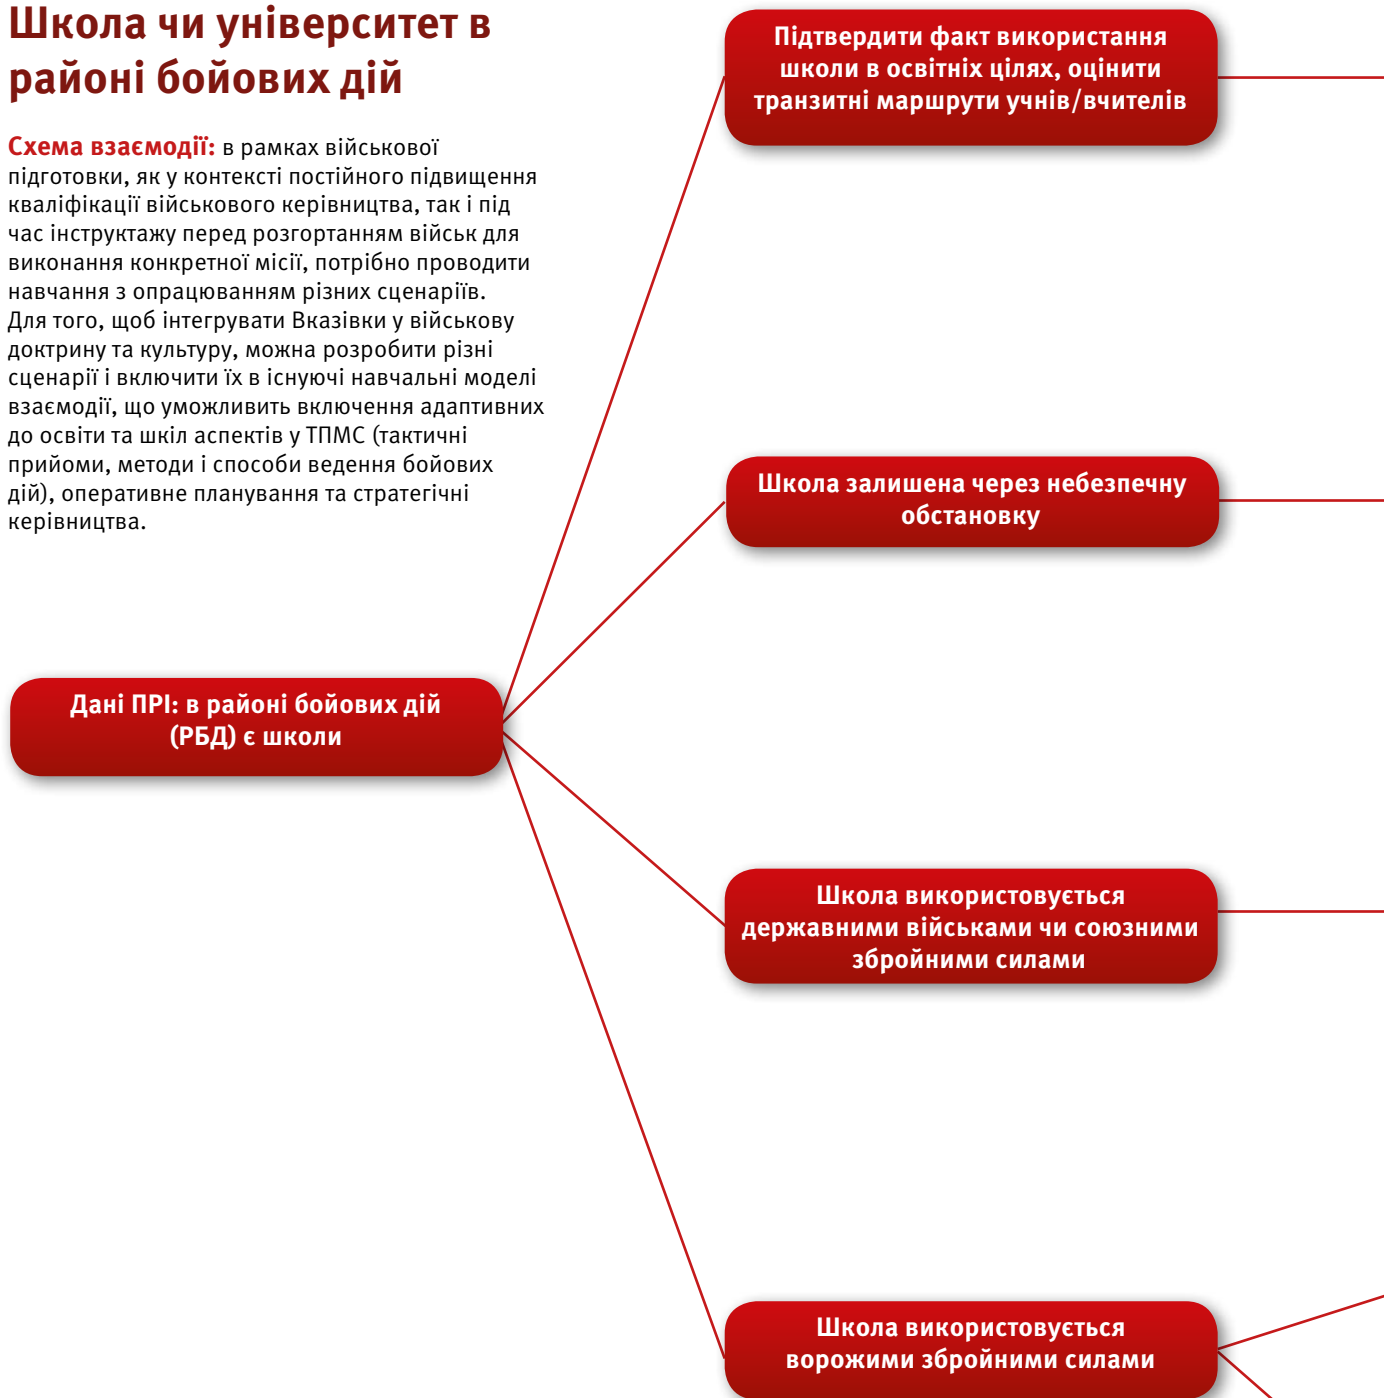 Школа чи університет в
районі бойових дій
Схема взаємодії: в рамках військової
підготовки, як у контексті постійного підвищення
кваліфікації військового керівництва, так і під
час інструктажу перед розгортанням військ для
виконання конкретної місії, потрібно проводити
навчання з опрацюванням різних сценаріїв.
Для того, щоб інтегрувати Вказівки у військову
доктрину та культуру, можна розробити різні
сценарії і включити їх в існуючі навчальні моделі
взаємодії, що уможливить включення адаптивних
до освіти та шкіл аспектів у ТПМС (тактичні
прийоми, методи і способи ведення бойових
дій), оперативне планування та стратегічні
керівництва.
Дані ПРІ: в районі бойових дій
(РБД) є школи
Підтвердити факт використання
школи в освітніх цілях, оцінити
транзитні маршрути учнів/вчителів
Школа залишена через небезпечну
обстановку
Школа використовується
державними військами чи союзними
збройними силами
Школа використовується
ворожими збройними силами